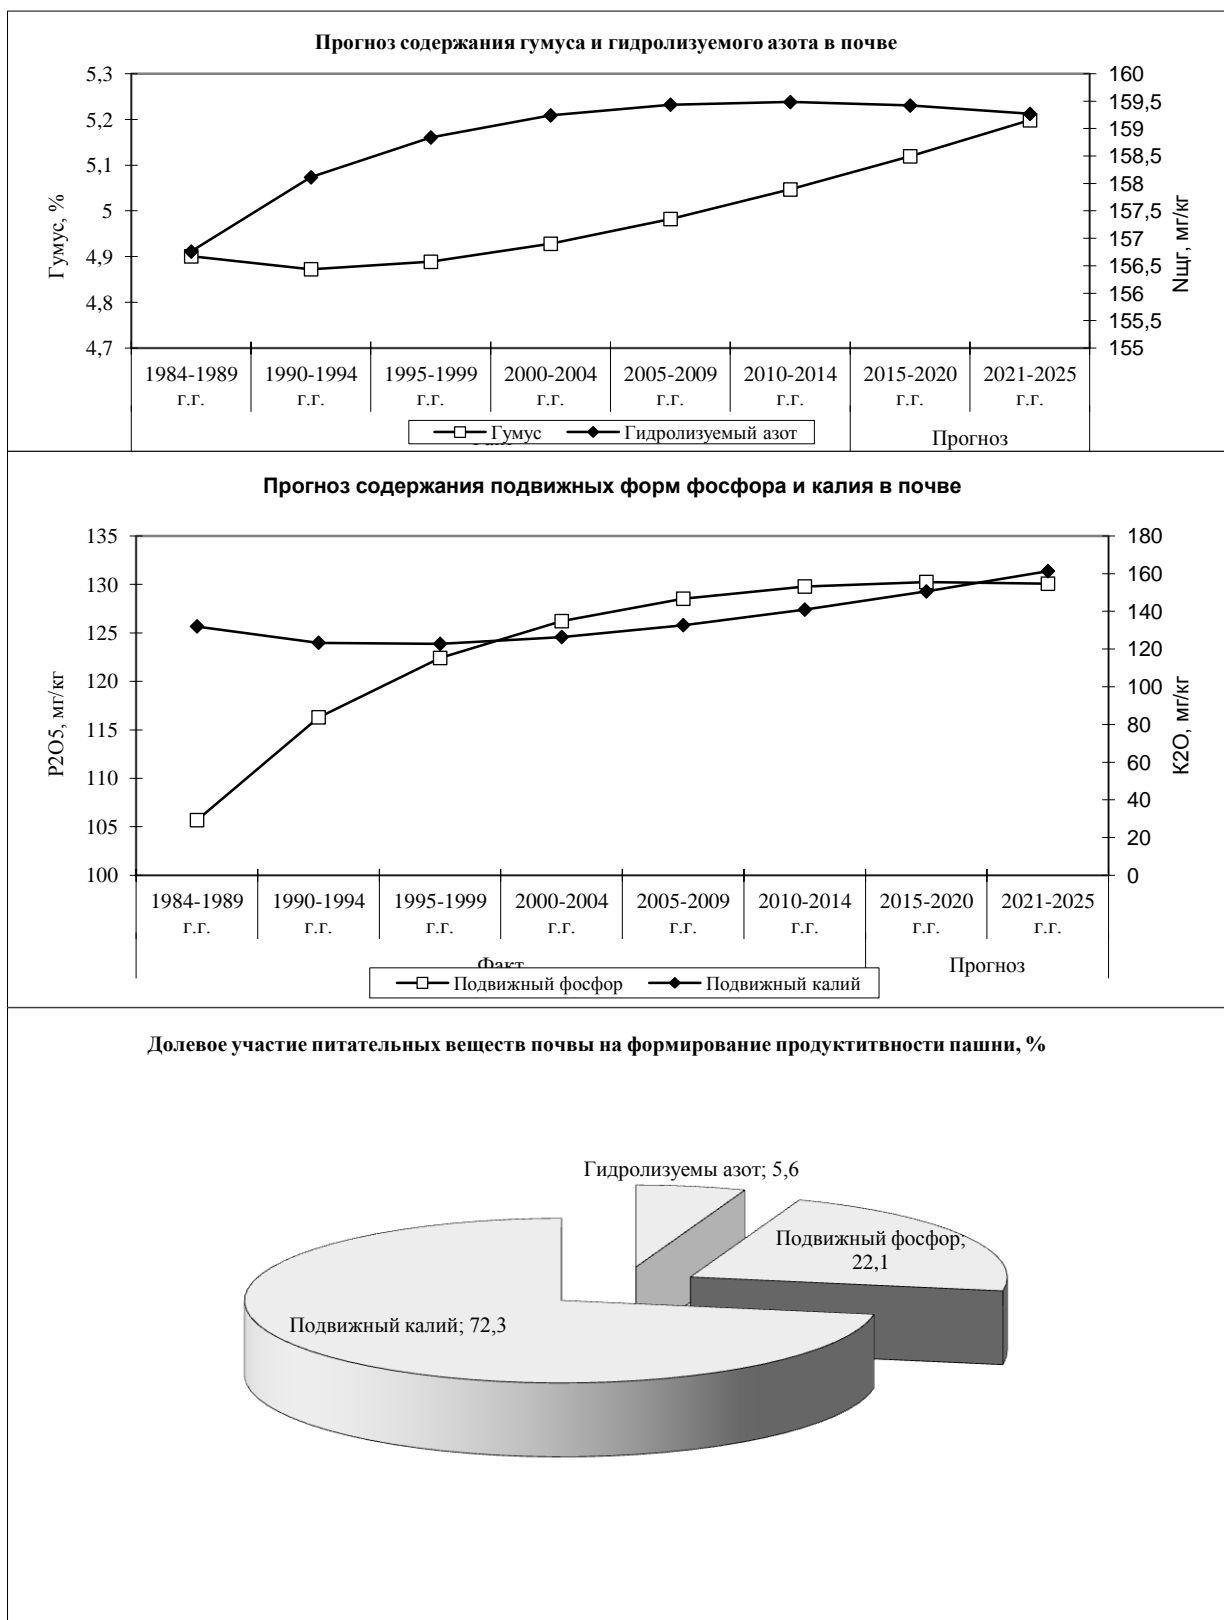 Прогноз содержания гумуса и гидролизуемого азота в почве
5,3
5,2
5,1
5
4,9
4,8
4,7
Гумус, %
160
159,5
159
158,5
158
157,5
157
156,5
156
155,5
155
Nщг, мг/кг
1984-1989 г.г.
1990-1994 г.г.
1995-1999 г.г.
2000-2004 г.г.
2005-2009 г.г.
2010-2014 г.г.
2015-2020 г.г.
2021-2025 г.г.
Прогноз
Гумус
Гидролизуемый азот
Прогноз содержания подвижных форм фосфора и калия в почве
135
130
125
120
115
110
105
100
P2O5, мг/кг
180
160
140
120
100
80
60
40
20
0
К2О, мг/кг
1984-1989 г.г.
1990-1994 г.г.
1995-1999 г.г.
2000-2004 г.г.
2005-2009 г.г.
2010-2014 г.г.
2015-2020 г.г.
2021-2025 г.г.
Факт
Прогноз
Подвижный фосфор
Подвижный калий
Долевое участие питательных веществ почвы на формирование продуктитвности пашни, %
Гидролизуемы азот; 5,6
Подвижный фосфор;
22,1
Подвижный калий; 72,3